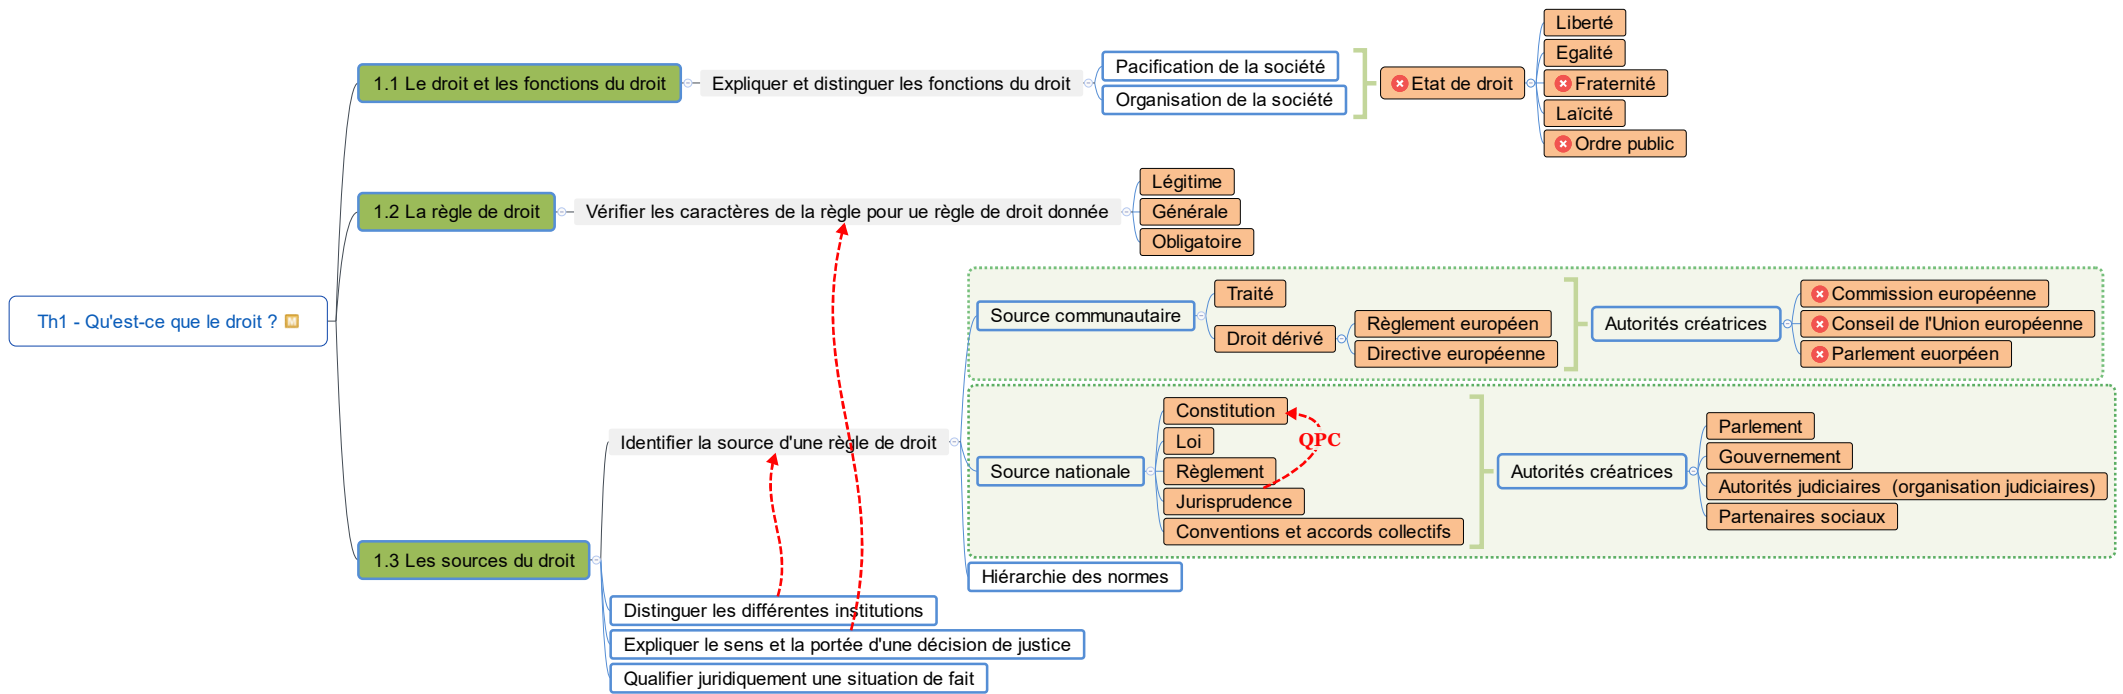 Th1 - Qu'est-ce que le droit ? M
1.1 Le droit et les fonctions du droit
Expliquer et distinguer les fonctions du droit
Pacification de la société
Organisation de la société
Etat de droit
Liberté
Egalité
Fraternité
Laïcité
Ordre public
1.2 La règle de droit
Vérifier les caractères de la règle pour ue règle de droit donnée
Légitime
Générale
Obligatoire
1.3 Les sources du droit
Identifier la source d'une règle de droit
Source communautaire
Traité
Droit dérivé
Règlement européen
Directive européenne
Autorités créatrices
Commission européenne
Conseil de l'Union européenne
Parlement euorpéen
Source nationale
Constitution
Loi
Règlement
Jurisprudence
Conventions et accords collectifs
QPC
Autorités créatrices
Parlement
Gouvernement
Autorités judiciaires  (organisation judiciaires)
Partenaires sociaux
Hiérarchie des normes
Distinguer les différentes institutions
Expliquer le sens et la portée d'une décision de justice
Qualifier juridiquement une situation de fait